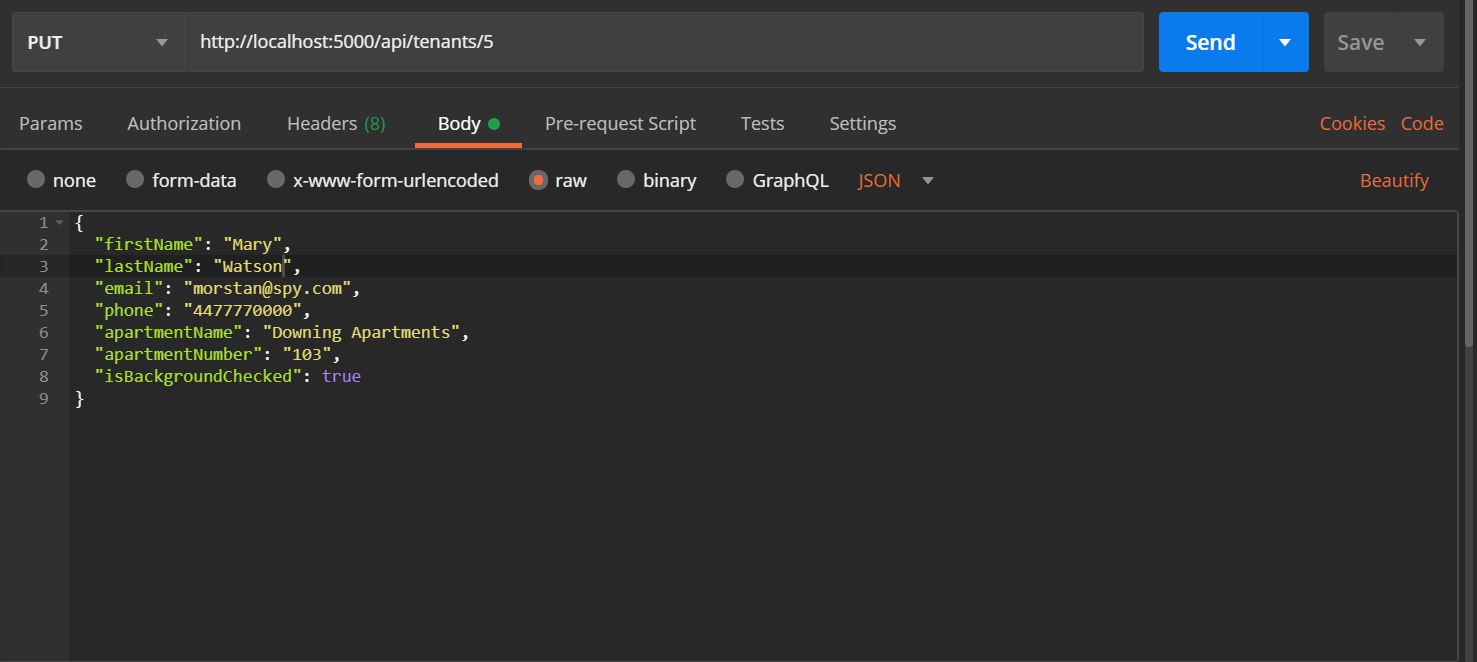 PUT http://localhost:5000/api/tenants/5 Send Save
Params Authorization Headers (8) Body Pre-request Script Tests Settings Cookies Code
none form-data x-www-form-urlencoded raw binary GraphQL JSON Beautify
1 {
2 "firstName": "Mary",
3 "lastName": "Watson",
4 "email": "morstan@spy.com",
5 "phone": "4477770000",
6 "apartmentName": "Downing Apartments",
7 "apartmentNumber": "103",
8 "isBackgroundChecked": true
9 }